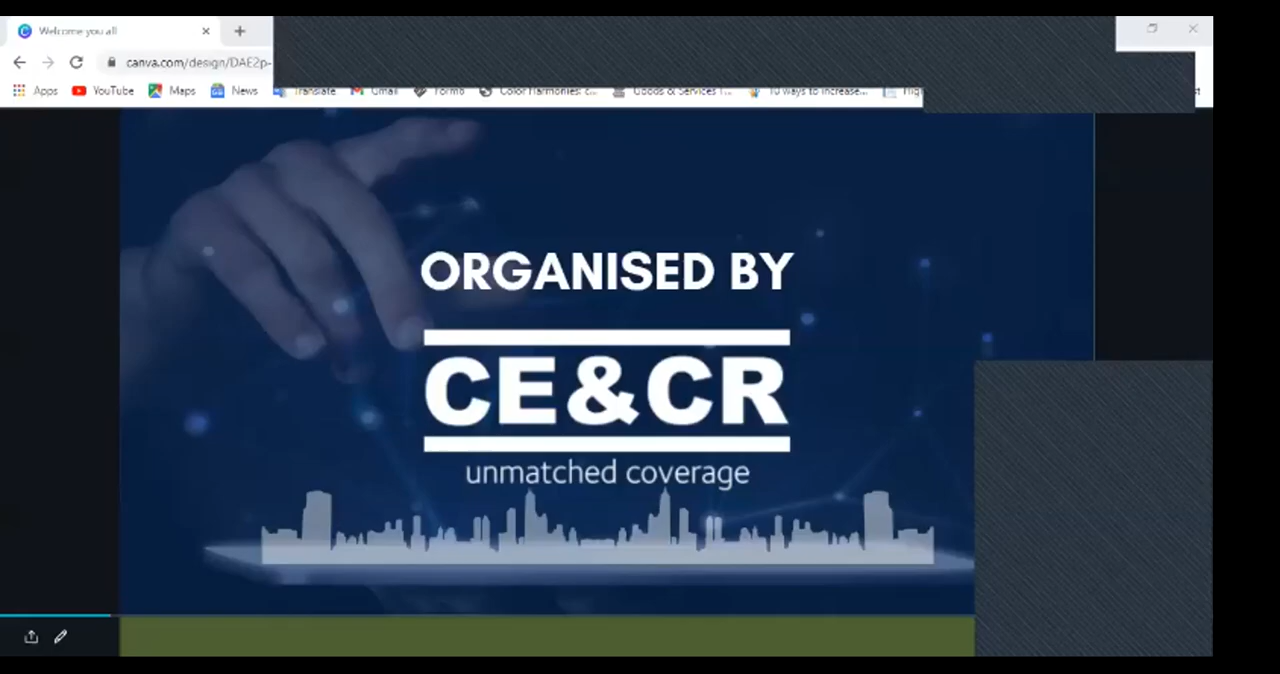 Welcome you all
canva.com/design/DAE2p-
Apps YouTube Maps News Translate Gmail Forms Color Harmonies: c... Goods & Services T... 10 ways to increase...
ORGANISED BY
CE&CR
unmatched coverage